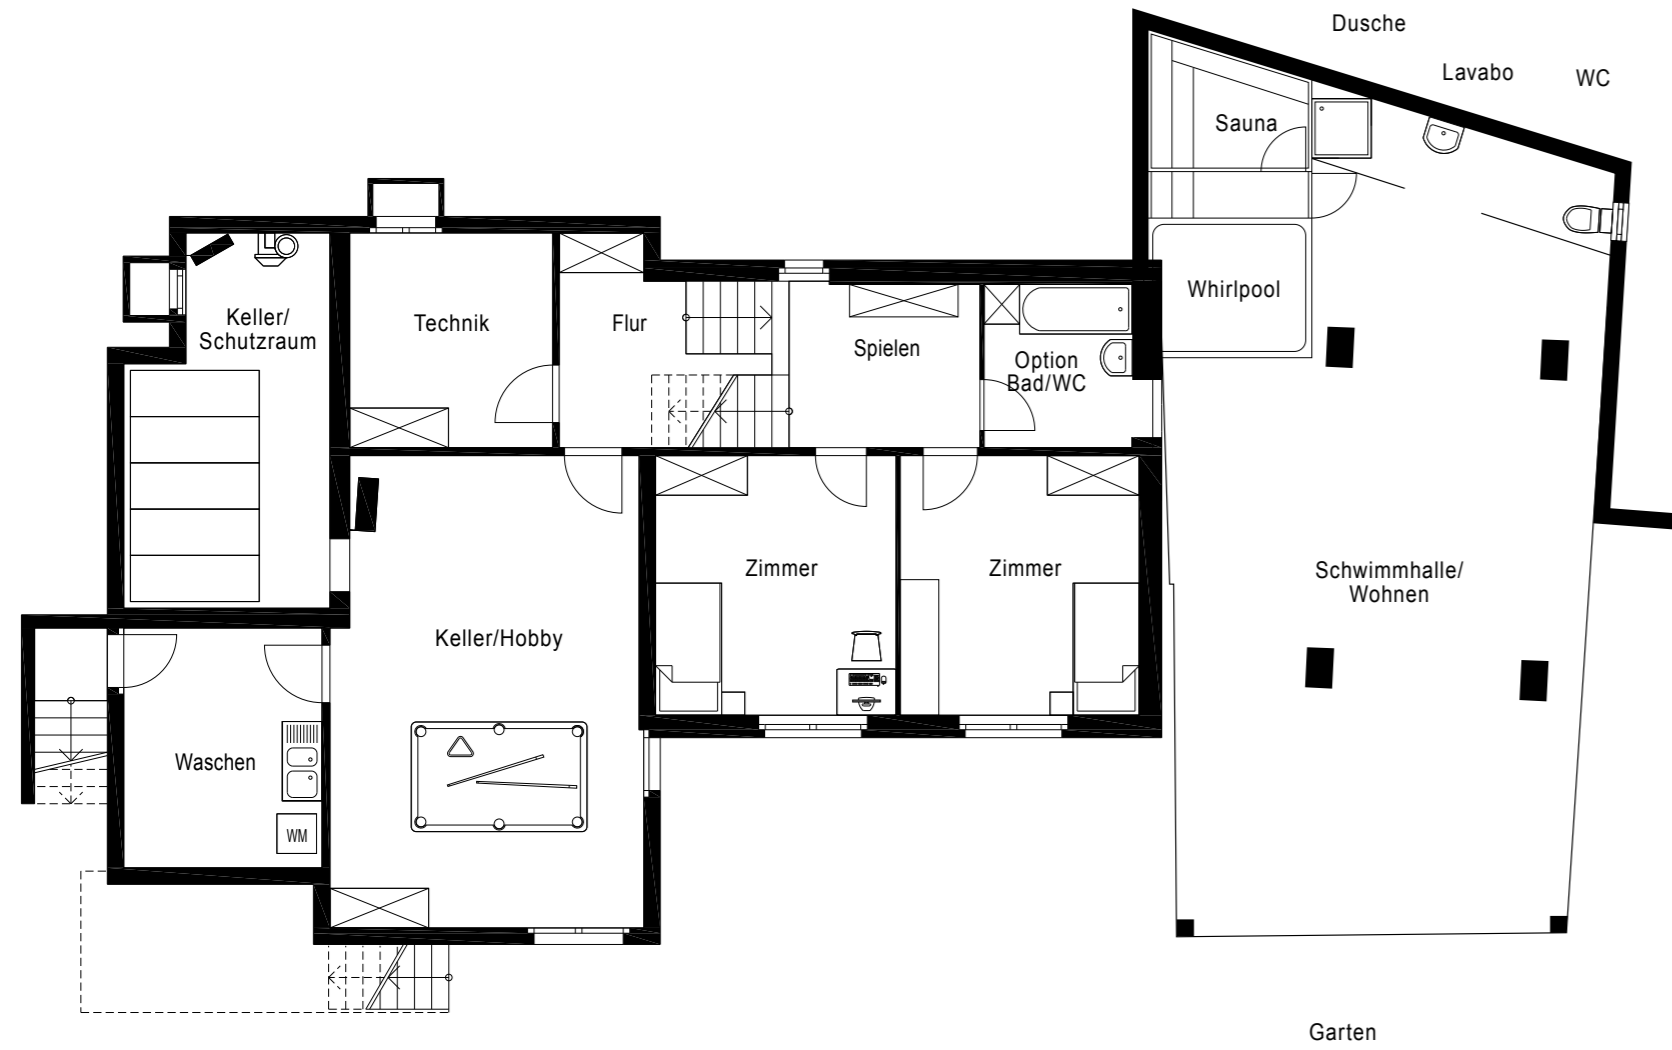 Dusche
Lavabo
WC
Sauna
Whirlpool
Keller/
Schutzraum
Technik
Flur
Spielen
Option
Bad/WC
Zimmer
Zimmer
Schwimmhalle/
Wohnen
Keller/Hobby
Waschen
WM
Garten